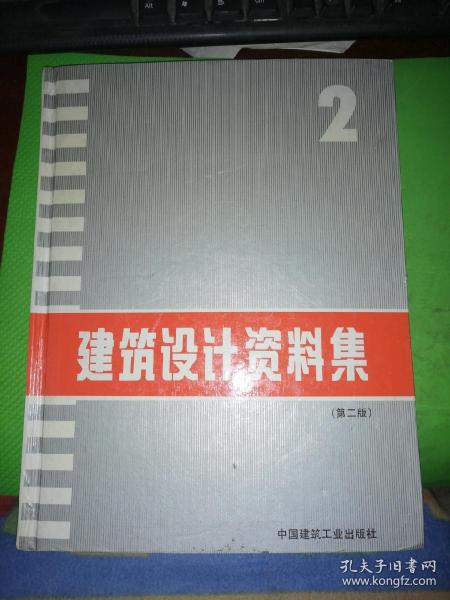 2
建筑设计资料集
(第二版)
中国建筑工业出版社
孔夫子旧书网
www.kongfz.com